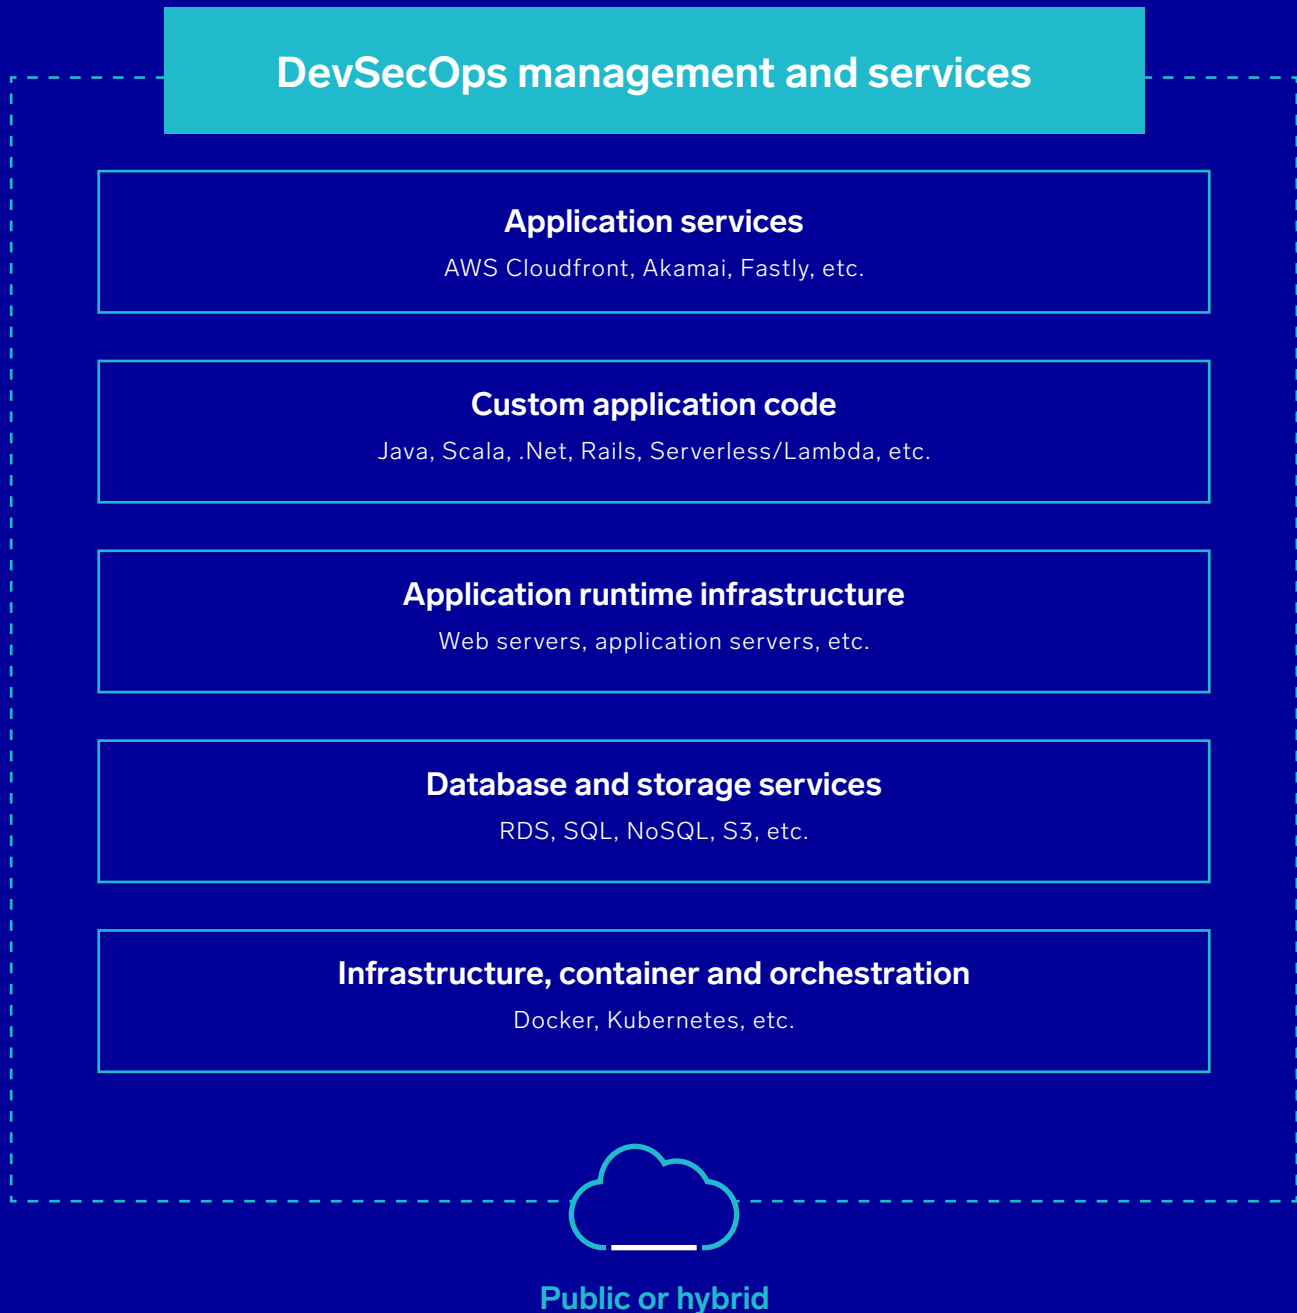 DevSecOps management and services
Application services
AWS Cloudfront, Akamai, Fastly, etc.
Custom application code
Java, Scala, .Net, Rails, Serverless/Lambda, etc.
Application runtime infrastructure
Web servers, application servers, etc.
Database and storage services
RDS, SQL, NoSQL, S3, etc.
Infrastructure, container and orchestration
Docker, Kubernetes, etc.
Public or hybrid